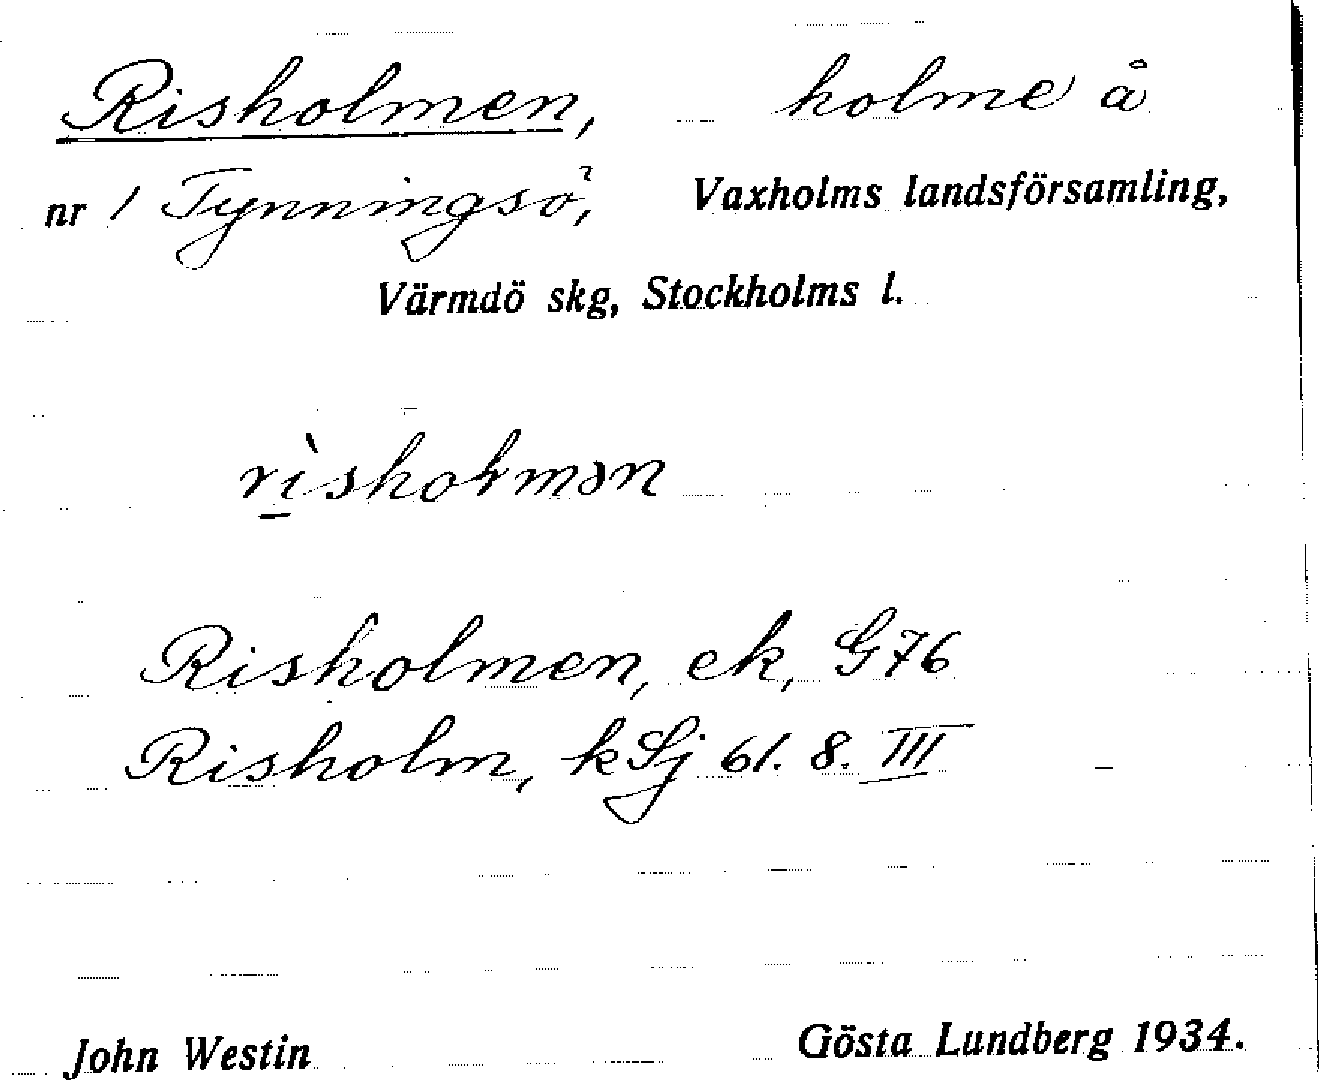 Risholmen, holme å
nr 1 Tynningsö, Vaxholms landsförsamling,
Värmdö skg, Stockholms l.
rìshoƚmən
Risholmen, ek, G76
Risholm, kSj 61. 8. III
John Westin Gösta Lundberg 1934.